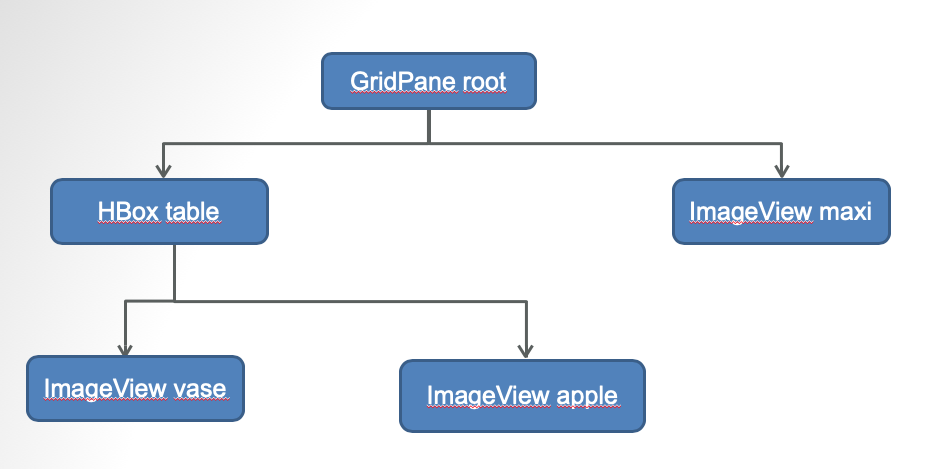 GridPane root
HBox table
ImageView maxi
ImageView vase
ImageView apple